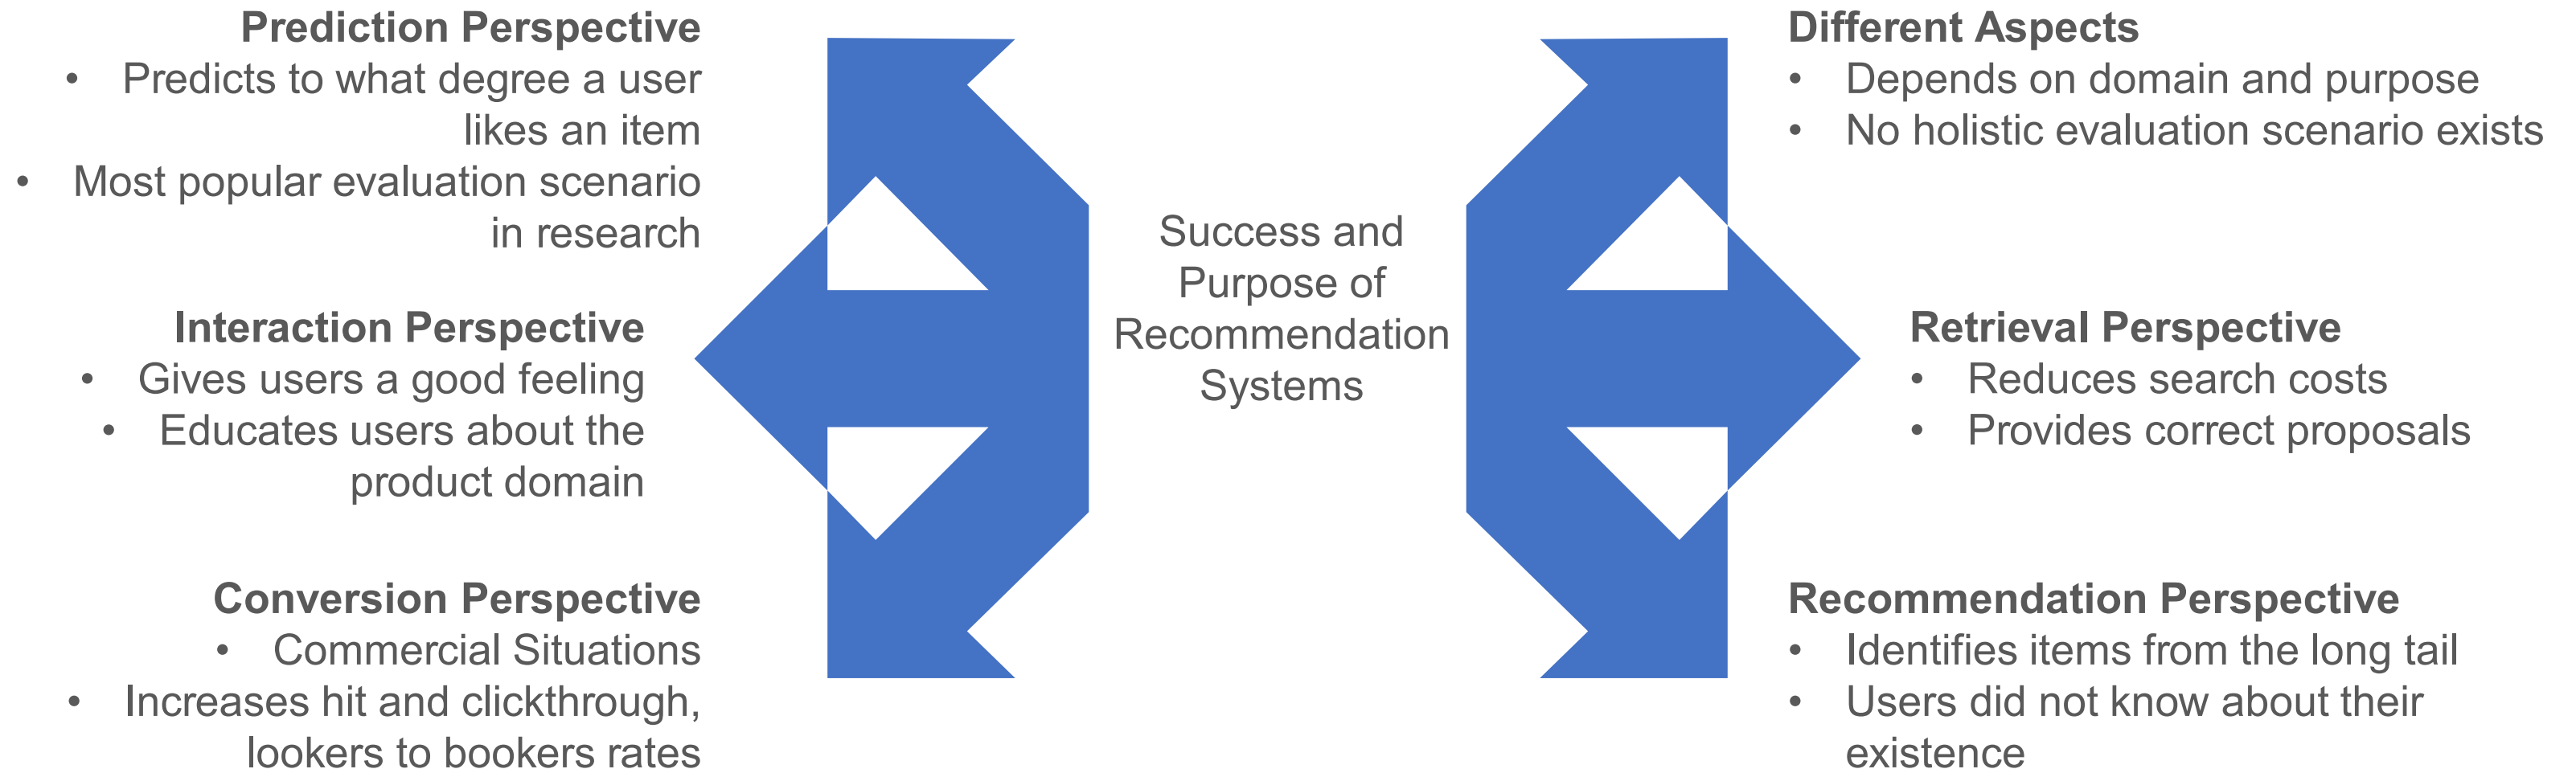 Prediction Perspective
• Predicts to what degree a user
likes an item
• Most popular evaluation scenario
in research
Interaction Perspective
• Gives users a good feeling
• Educates users about the
product domain
Conversion Perspective
• Commercial Situations
• Increases hit and clickthrough,
lookers to bookers rates
Success and
Purpose of
Recommendation
Systems
Different Aspects
• Depends on domain and purpose
• No holistic evaluation scenario exists
Retrieval Perspective
• Reduces search costs
• Provides correct proposals
Recommendation Perspective
• Identifies items from the long tail
• Users did not know about their
existence